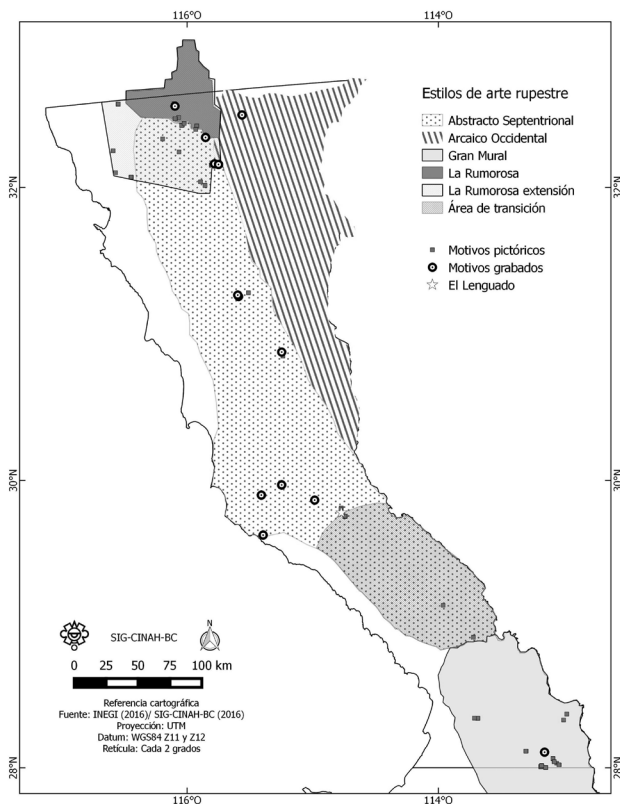 116°O 114°O
Estilos de arte rupestre
Abstracto Septentrional
Arcaico Occidental
Gran Mural
La Rumorosa
La Rumorosa extensión
Área de transición
Motivos pictóricos
Motivos grabados
El Lenguado
32°N 32°N
30°N 30°N
SIG-CINAH-BC
N
0 25 50 75 100 km
Referencia cartográfica
Fuente: INEGI (2016)/ SIG-CINAH-BC (2016)
Proyección: UTM
Datum: WGS84 Z11 y Z12
Retícula: Cada 2 grados
28°N 28°N
116°O 114°O